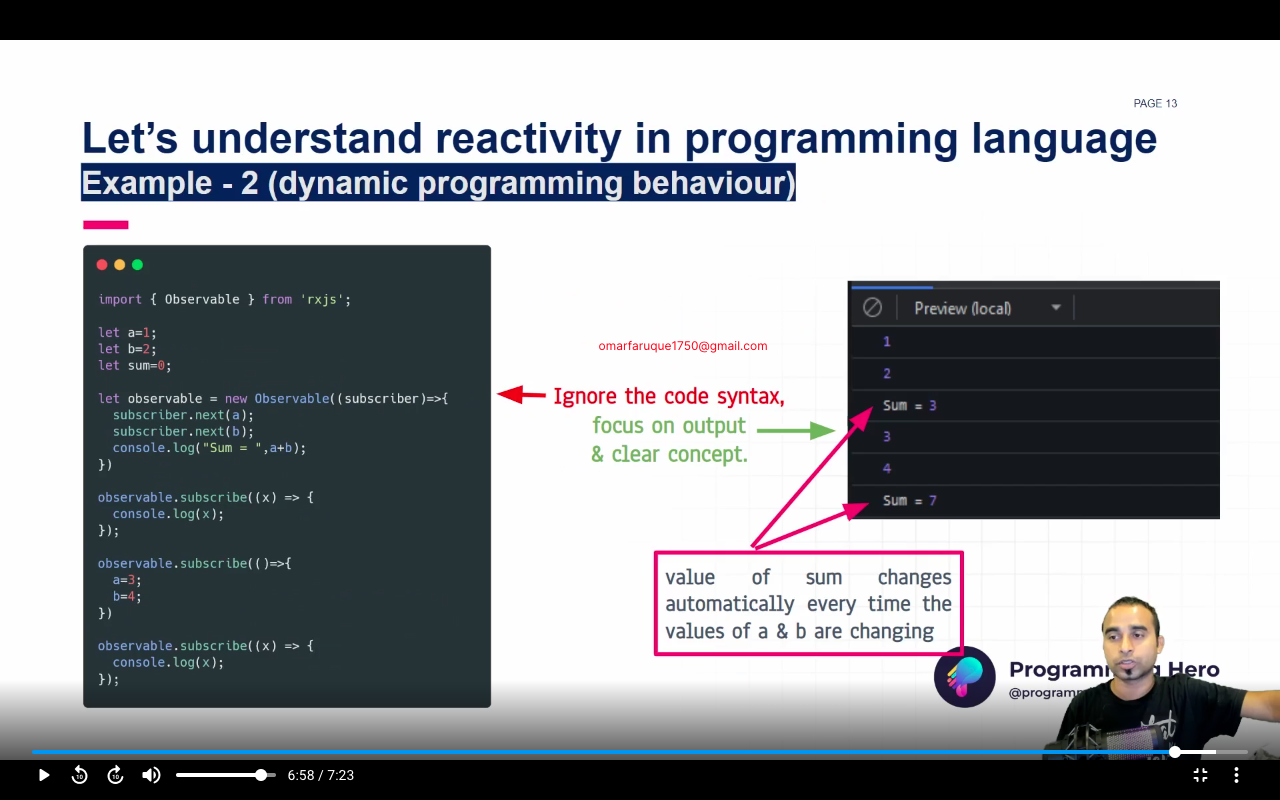 PAGE 13
Let's understand reactivity in programming language
Example - 2 (dynamic programming behaviour)
import { Observable } from 'rxjs';
let a=1;
let b=2;
let sum=0;
let observable = new Observable((subscriber)=>{
subscriber.next(a);
subscriber.next(b);
console.log("Sum = ",a+b);
})
observable.subscribe((x) => {
console.log(x);
});
observable.subscribe(()=>{
a=3;
b=4;
})
observable.subscribe((x) => {
console.log(x);
});
omarfaruque1750@gmail.com
Ignore the code syntax,
focus on output
& clear concept.
Preview (local)
1
2
Sum = 3
3
4
Sum = 7
value of sum changes
automatically every time the
values of a & b are changing
Hero
10
10
6:58 / 7:23